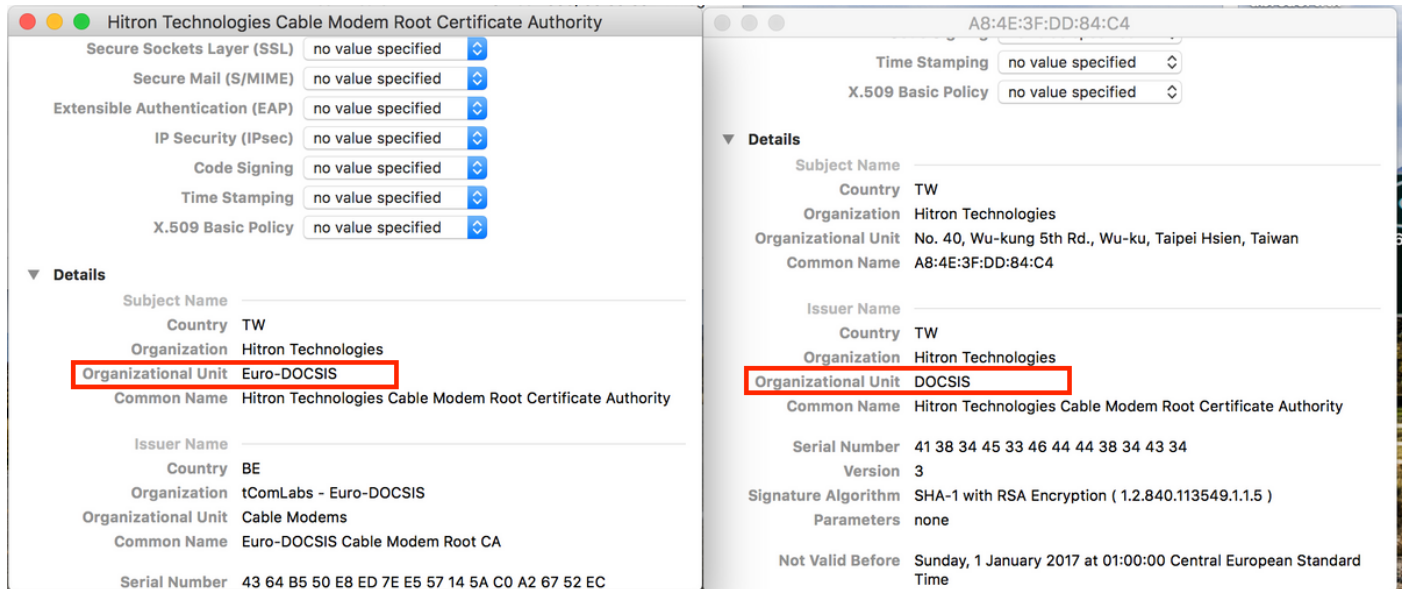 Hitron Technologies Cable Modem Root Certificate Authority
Secure Sockets Layer (SSL) no value specified
Secure Mail (S/MIME) no value specified
Extensible Authentication (EAP) no value specified
IP Security (IPsec) no value specified
Code Signing no value specified
Time Stamping no value specified
X.509 Basic Policy no value specified
Details
Subject Name
Country TW
Organization Hitron Technologies
Organizational Unit Euro-DOCSIS
Common Name Hitron Technologies Cable Modem Root Certificate Authority
Issuer Name
Country BE
Organization tComLabs - Euro-DOCSIS
Organizational Unit Cable Modems
Common Name Euro-DOCSIS Cable Modem Root CA
Serial Number 43 64 B5 50 E8 ED 7E E5 57 14 5A C0 A2 67 52 EC
A8:4E:3F:DD:84:C4
Time Stamping no value specified
X.509 Basic Policy no value specified
Details
Subject Name
Country TW
Organization Hitron Technologies
Organizational Unit No. 40, Wu-kung 5th Rd., Wu-ku, Taipei Hsien, Taiwan
Common Name A8:4E:3F:DD:84:C4
Issuer Name
Country TW
Organization Hitron Technologies
Organizational Unit DOCSIS
Common Name Hitron Technologies Cable Modem Root Certificate Authority
Serial Number 41 38 34 45 33 46 44 44 38 34 43 34
Version 3
Signature Algorithm SHA-1 with RSA Encryption ( 1.2.840.113549.1.1.5 )
Parameters none
Not Valid Before Sunday, 1 January 2017 at 01:00:00 Central European Standard
Time